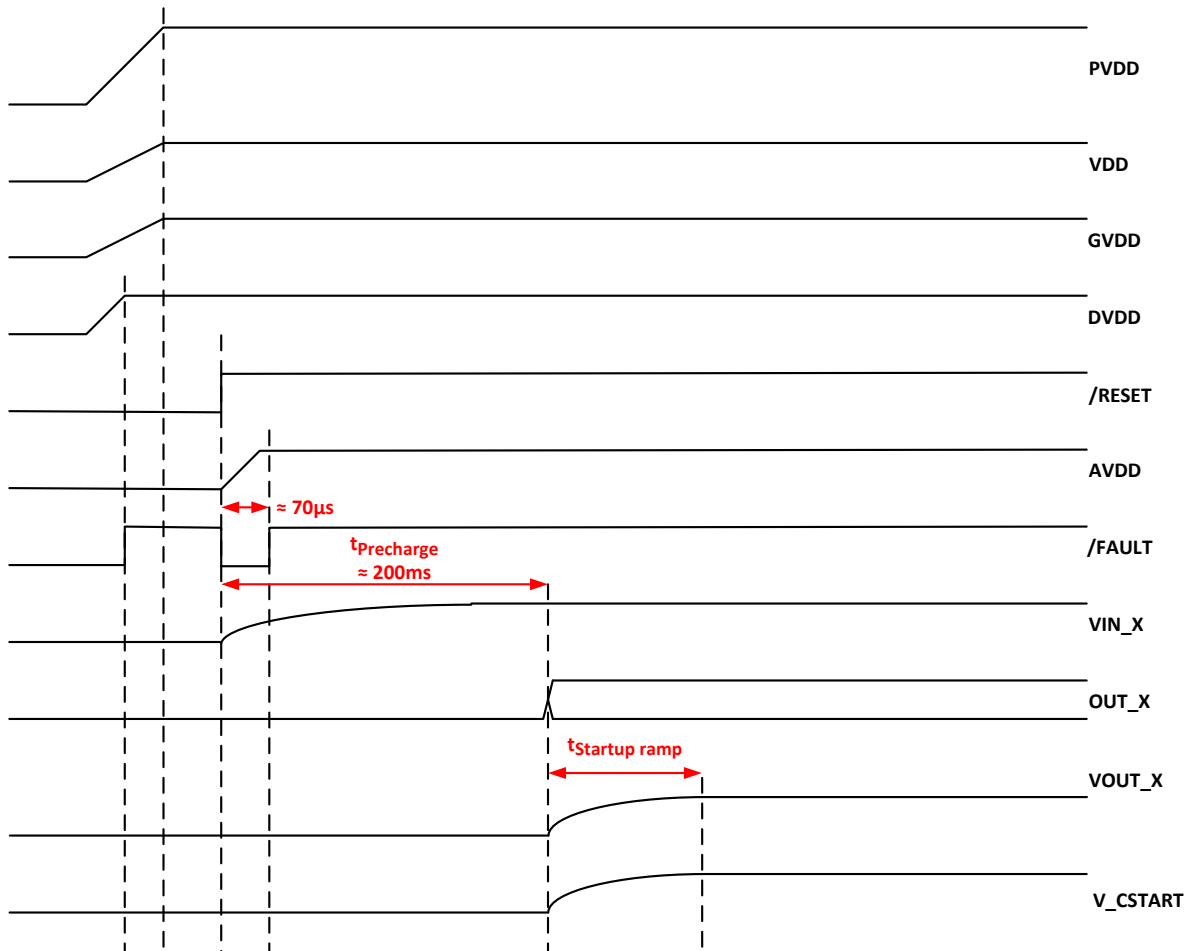 PVDD
VDD
GVDD
DVDD
/RESET
AVDD
≈ 70µs
/FAULT
tPrecharge
≈ 200ms
VIN_X
OUT_X
tStartup ramp
VOUT_X
V_CSTART